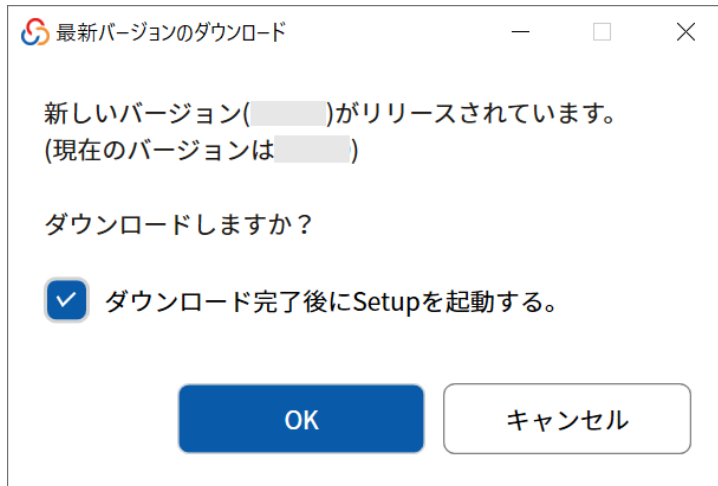 最新バージョンのダウンロード
新しいバージョン( )がリリースされています。
(現在のバージョンは )
ダウンロードしますか？
ダウンロード完了後にSetupを起動する。
OK
キャンセル